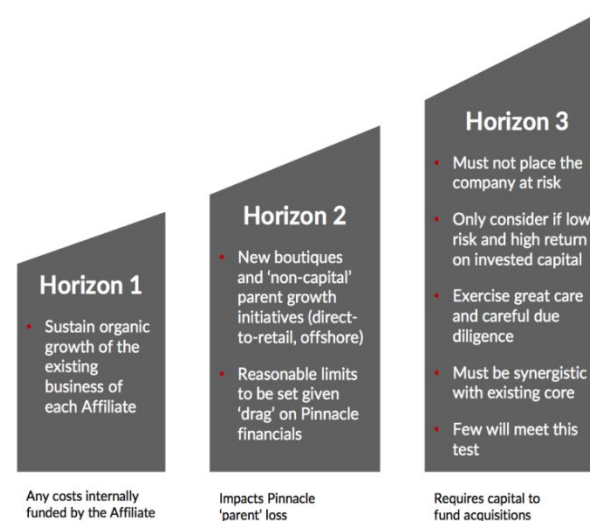 Horizon 1
• Sustain organic
growth of the
existing
business of
each Affiliate
Any costs internally
funded by the Affiliate
Horizon 2
• New boutiques
and ‘non-capital’
parent growth
initiatives (direct-
to-retail, offshore)
• Reasonable limits
to be set given
‘drag’ on Pinnacle
financials
Impacts Pinnacle
‘parent’ loss
Horizon 3
• Must not place the
company at risk
• Only consider if low
risk and high return
on invested capital
• Exercise great care
and careful due
diligence
• Must be synergistic
with existing core
• Few will meet this
test
Requires capital to
fund acquisitions